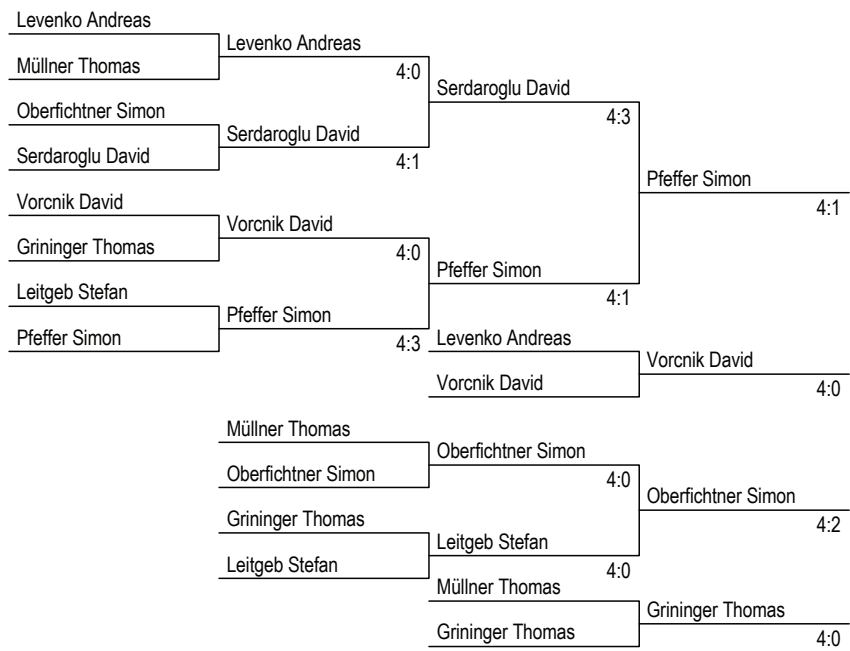 Levenko Andreas
Levenko Andreas
Müllner Thomas
4:0
Serdaroglu David
Oberfichtner Simon
4:3
Serdaroglu David
Serdaroglu David
4:1
Pfeffer Simon
Vorcnik David
4:1
Vorcnik David
Grininger Thomas
4:0
Pfeffer Simon
Leitgeb Stefan
4:1
Pfeffer Simon
Pfeffer Simon
4:3
Levenko Andreas
Vorcnik David
Vorcnik David
4:0
Müllner Thomas
Oberfichtner Simon
Oberfichtner Simon
4:0
Oberfichtner Simon
Grininger Thomas
4:2
Leitgeb Stefan
Leitgeb Stefan
4:0
Müllner Thomas
Grininger Thomas
Grininger Thomas
4:0